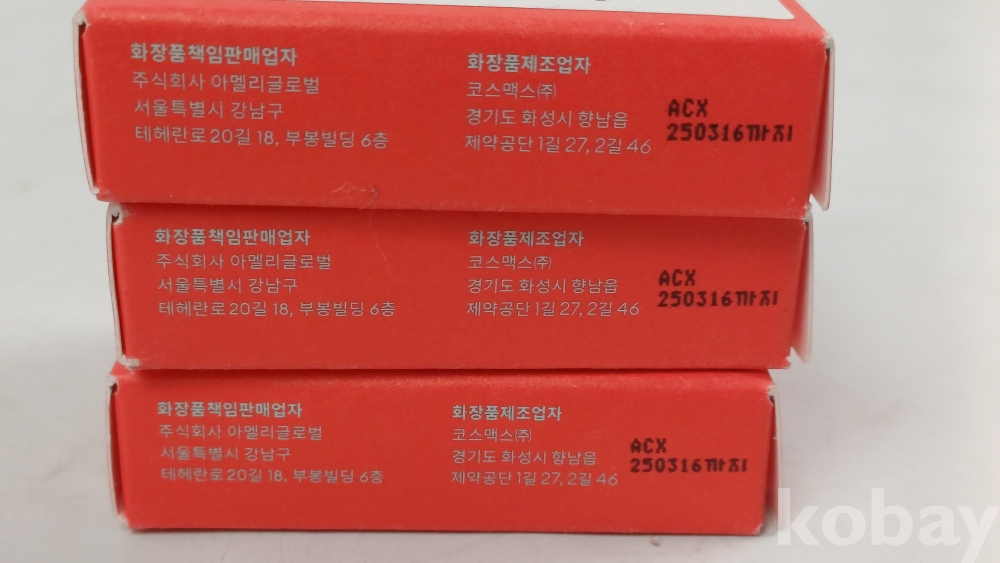 화장품책임판매업자
주식회사 아멜리글로벌
서울특별시 강남구
테헤란로20길 18, 부봉빌딩 6층
화장품제조업자
코스맥스㈜
경기도 화성시 향남읍
제약공단 1길 27, 2길 46
ACX
250316까지
화장품책임판매업자
주식회사 아멜리글로벌
서울특별시 강남구
테헤란로20길 18, 부봉빌딩 6층
화장품제조업자
코스맥스㈜
경기도 화성시 향남읍
제약공단 1길 27, 2길 46
ACX
250316까지
화장품책임판매업자
주식회사 아멜리글로벌
서울특별시 강남구
테헤란로20길 18, 부봉빌딩 6층
화장품제조업자
코스맥스㈜
경기도 화성시 향남읍
제약공단 1길 27, 2길 46
ACX
250316까지
kobay